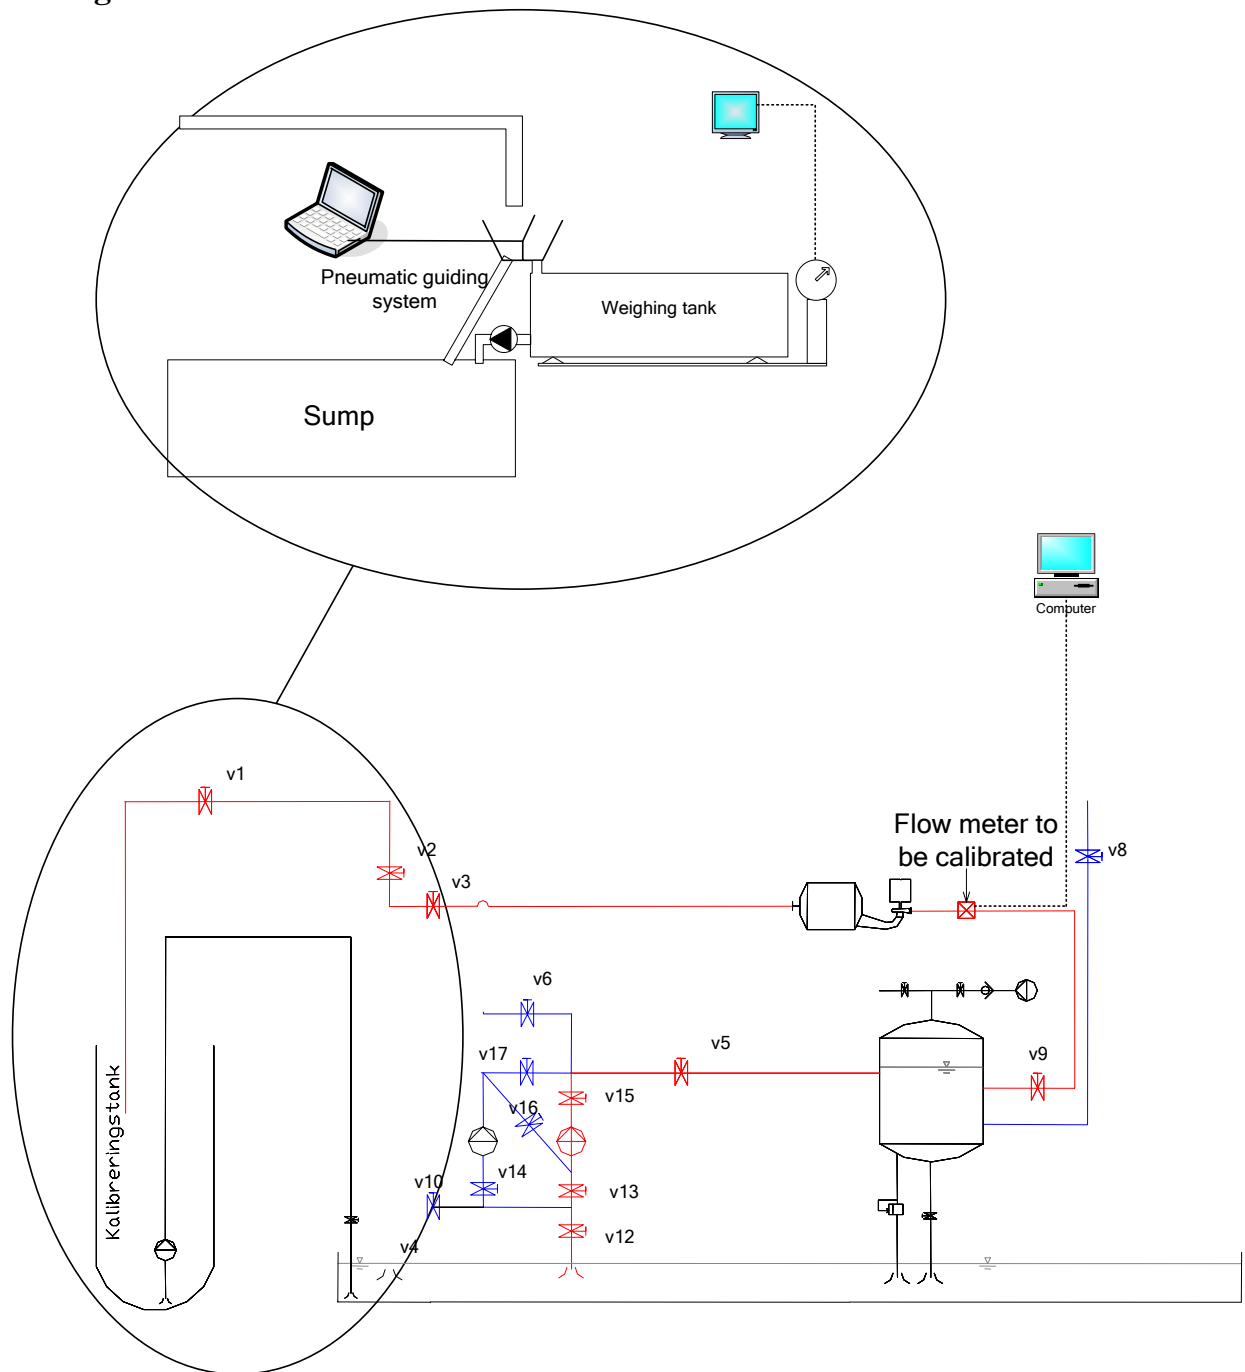 Pneumatic guiding
system
Weighing tank
Sump
Computer
v1
Flow meter to
be calibrated
v2
v8
v3
v6
v17
v5
v9
v15
v16
Kalibreringstank
v14
v10
v13
v12
v4